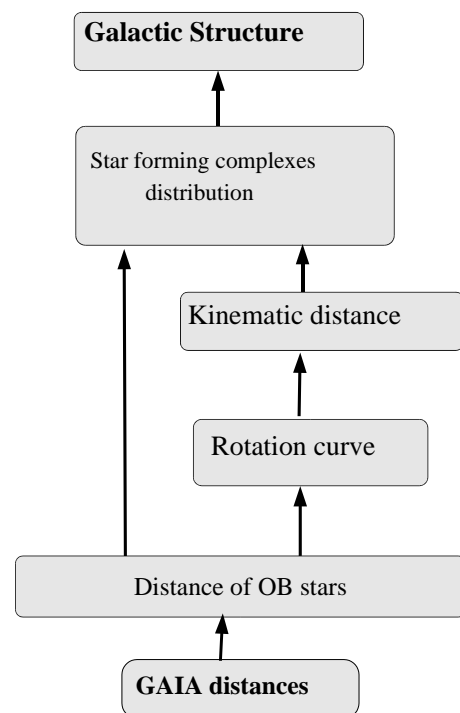 Galactic Structure
Star forming complexes
distribution
Kinematic distance
Rotation curve
Distance of OB stars
GAIA distances